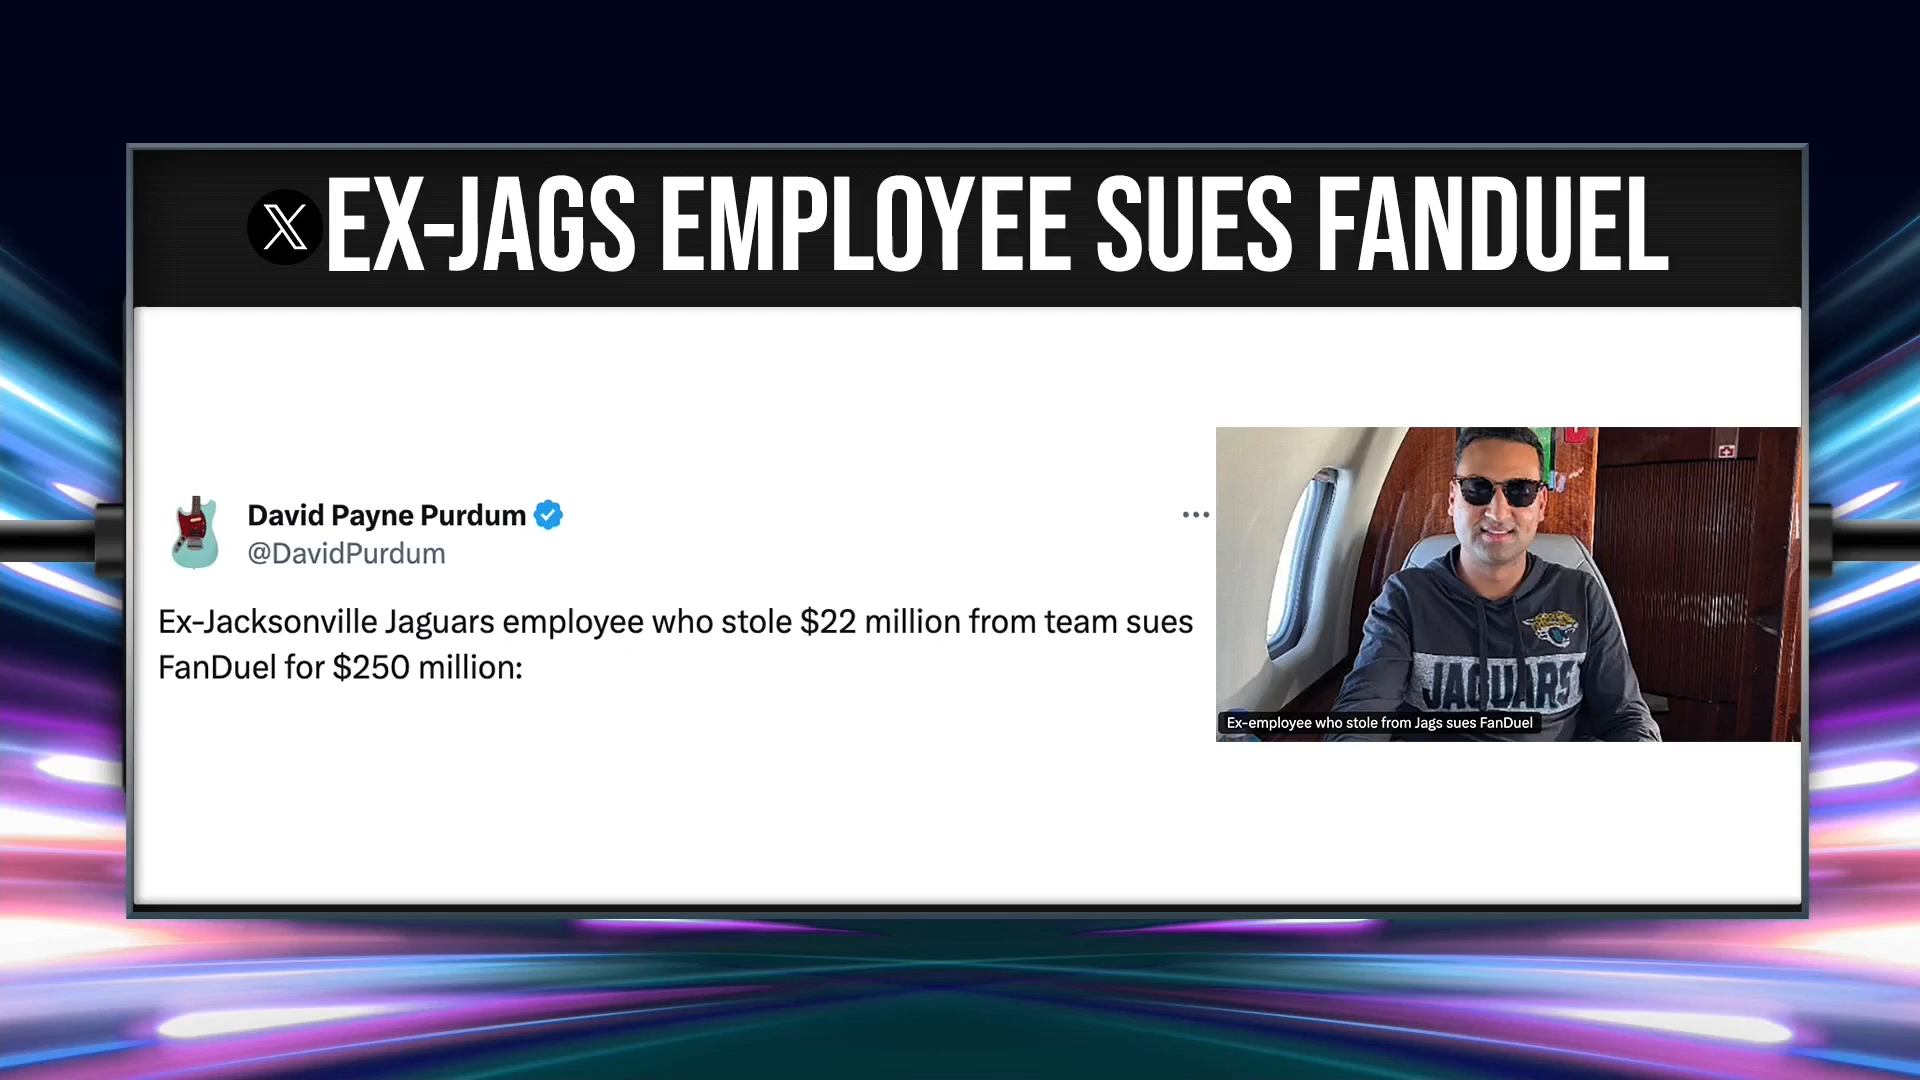 EX-JAGS EMPLOYEE SUES FANDUEL
David Payne Purdum
@DavidPurdum
Ex-Jacksonville Jaguars employee who stole $22 million from team sues
FanDuel for $250 million:
JAGUARS
Ex-employee who stole from Jags sues FanDuel